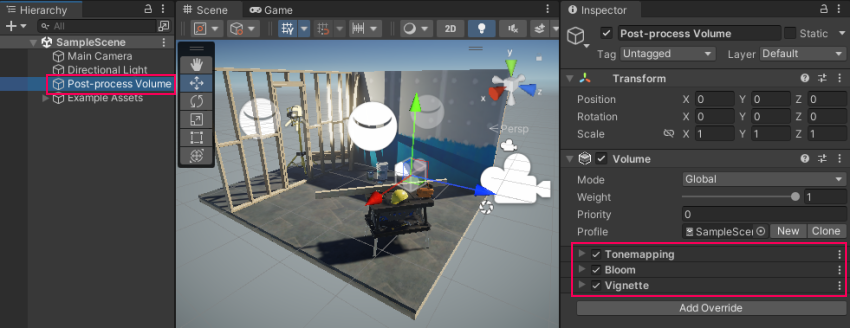 Hierarchy
All
SampleScene
Main Camera
Directional Light
Post-process Volume
Example Assets
Scene
Game
2D
y
x
z
Persp
Inspector
Post-process Volume
Static
Tag Untagged Layer Default
Transform
Position X 0 Y 0 Z 0
Rotation X 0 Y 0 Z 0
Scale X 1 Y 1 Z 1
Volume
Mode Global
Weight 1
Priority 0
Profile SampleScen New Clone
Tonemapping
Bloom
Vignette
Add Override